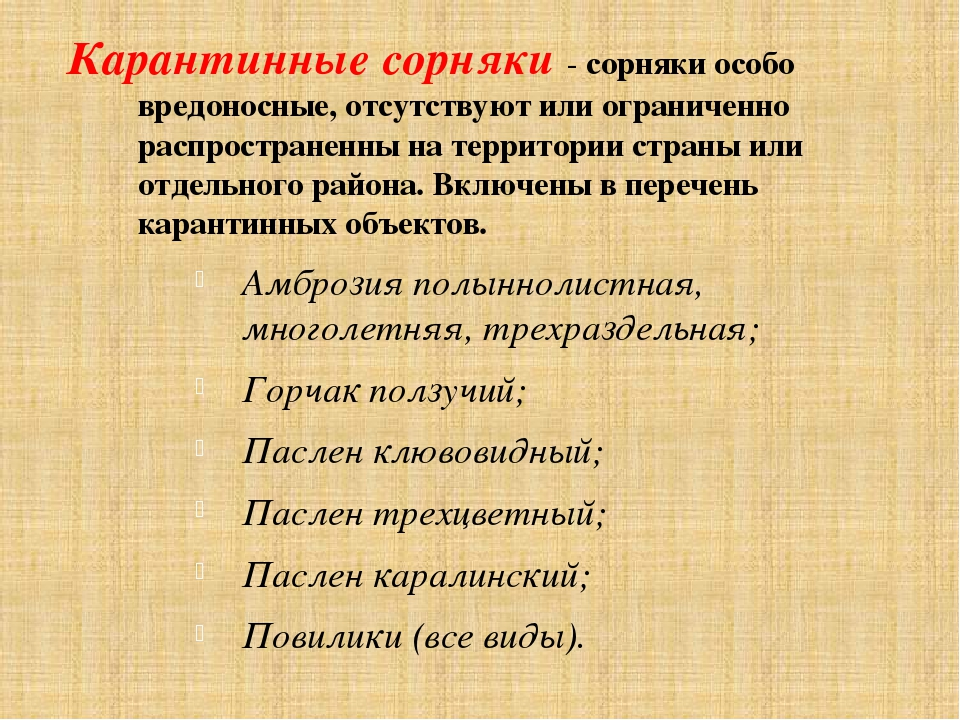 Карантинные сорняки - сорняки особо
вредоносные, отсутствуют или ограниченно
распространенны на территории страны или
отдельного района. Включены в перечень
карантинных объектов.
Амброзия полыннолистная,
многолетняя, трехраздельная;
Горчак ползучий;
Паслен клювовидный;
Паслен трехцветный;
Паслен каралинский;
Повилики (все виды).